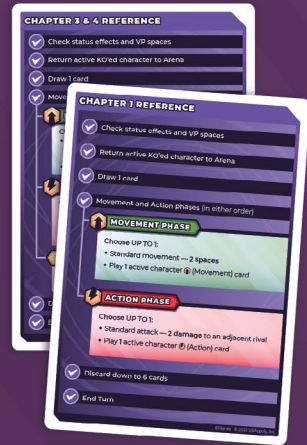 CHAPTER 3 & 4 REFERENCE
Check status effects and VP spaces
Return active KO'ed character to Arena
Draw 1 card
CHAPTER 1 REFERENCE
Check status effects and VP spaces
Return active KO'ed character to Arena
Draw 1 card
Movement and Action phases (in either order)
MOVEMENT PHASE
Choose UP TO 1:
• Standard movement — 2 spaces
• Play 1 active character (Movement) card
ACTION PHASE
Choose UP TO 1:
• Standard attack — 2 damage to an adjacent rival
• Play 1 active character (Action) card
Discard down to 6 cards
End Turn